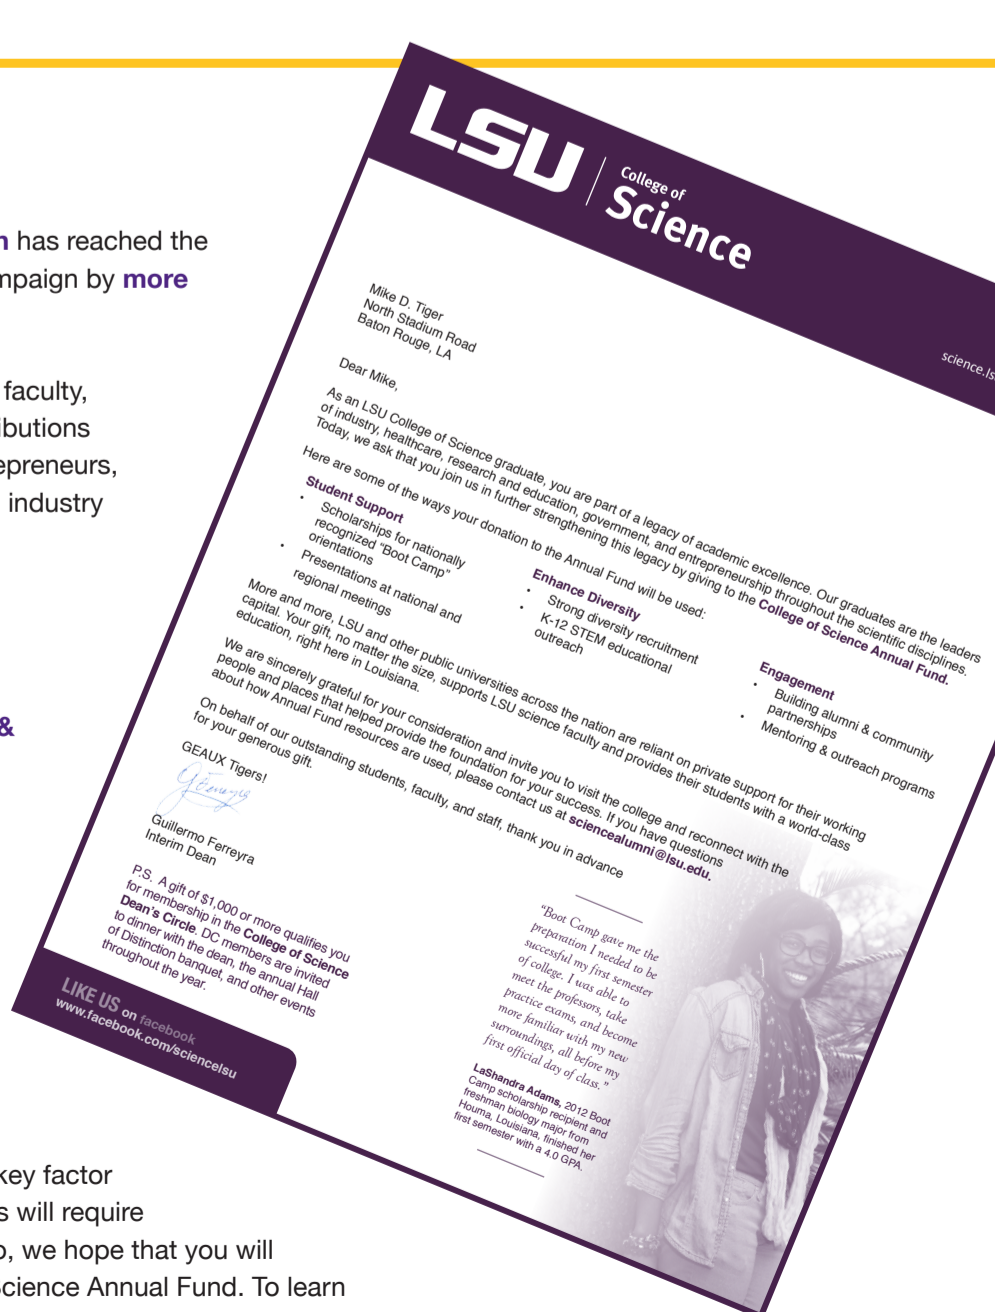 n has reached the
mpaign by more
faculty,
ibutions
epreneurs,
industry
&
key factor
s will require
o, we hope that you will
Science Annual Fund. To learn
LSU
College of
Science
science.ls
Mike D. Tiger
North Stadium Road
Baton Rouge, LA
Dear Mike,
As an LSU College of Science graduate, you are part of a legacy of academic excellence. Our graduates are the leaders
of industry, healthcare, research and education, government, and entrepreneurship throughout the scientific disciplines.
Today, we ask that you join us in further strengthening this legacy by giving to the College of Science Annual Fund.
Here are some of the ways your donation to the Annual Fund will be used:
Student Support
• Scholarships for nationally
recognized “Boot Camp”
orientations
• Presentations at national and
regional meetings
Enhance Diversity
• Strong diversity recruitment
• K-12 STEM educational
outreach
Engagement
• Building alumni & community
partnerships
• Mentoring & outreach programs
More and more, LSU and other public universities across the nation are reliant on private support for their working
capital. Your gift, no matter the size, supports LSU science faculty and provides their students with a world-class
education, right here in Louisiana.
We are sincerely grateful for your consideration and invite you to visit the college and reconnect with the
people and places that helped provide the foundation for your success. If you have questions
about how Annual Fund resources are used, please contact us at sciencealumni@lsu.edu.
On behalf of our outstanding students, faculty, and staff, thank you in advance
for your generous gift.
GEAUX Tigers!
Guillermo Ferreyra
Interim Dean
P.S. A gift of $1,000 or more qualifies you
for membership in the College of Science
Dean’s Circle. DC members are invited
to dinner with the dean, the annual Hall
of Distinction banquet, and other events
throughout the year.
LIKE US on facebook
www.facebook.com/sciencelsu
“Boot Camp gave me the
preparation I needed to be
successful my first semester
of college. I was able to
meet the professors, take
practice exams, and become
more familiar with my new
surroundings, all before my
first official day of class.”
LaShandra Adams, 2012 Boot
Camp scholarship recipient and
freshman biology major from
Houma, Louisiana, finished her
first semester with a 4.0 GPA.